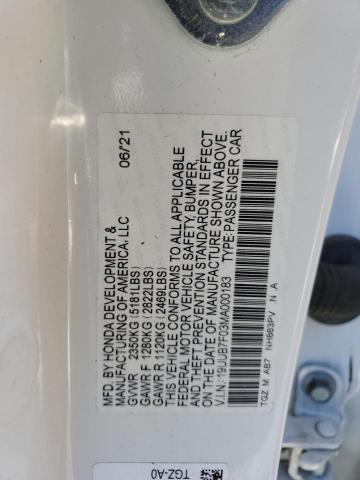 MFD. BY HONDA DEVELOPMENT &
MANUFACTURING OF AMERICA, LLC 06/21
GVWR 2350KG (5181LBS)
GAWR F 1280KG (2822LBS)
GAWR R 1120KG (2469LBS)
THIS VEHICLE CONFORMS TO ALL APPLICABLE
FEDERAL MOTOR VEHICLE SAFETY, BUMPER,
AND THEFT PREVENTION STANDARDS IN EFFECT
ON THE DATE OF MANUFACTURE SHOWN ABOVE.
V.I.N: 19UUB7F03MA000183 TYPE:PASSENGER CAR
TGZ M A87 NH883PV N A
TGZ-A0